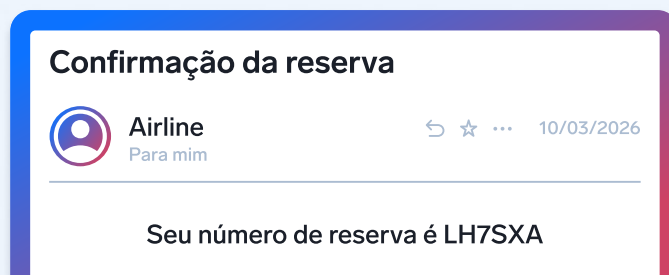 Confirmação da reserva
Airline
Para mim
10/03/2026
Seu número de reserva é LH7SXA